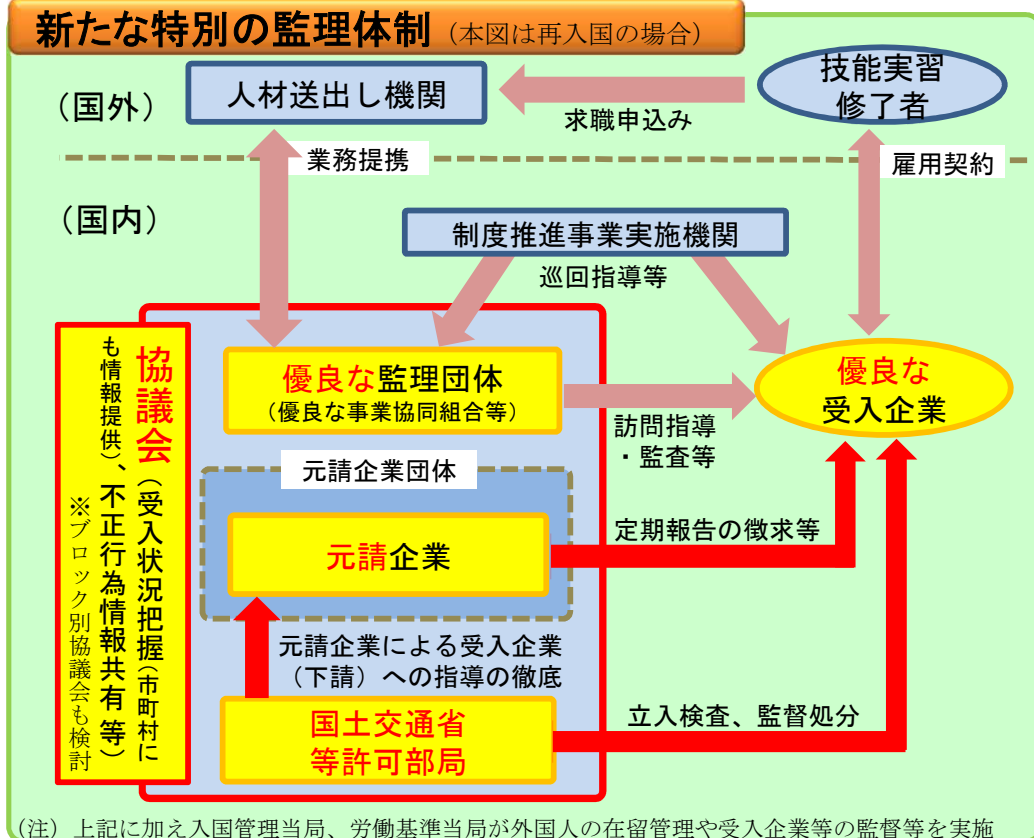 新たな特別の監理体制（本図は再入国の場合）
（国外）
人材送出し機関
技能実習
修了者
求職申込み
業務提携
雇用契約
（国内）
制度推進事業実施機関
巡回指導等
協議会（受入状況把握（市町村に
も情報提供）、不正行為情報共有 等）
※ブロック別協議会も検討
優良な監理団体
（優良な事業協同組合等）
優良な
受入企業
訪問指導
・監査等
元請企業団体
元請企業
定期報告の徴求等
元請企業による受入企業
（下請）への指導の徹底
国土交通省
等許可部局
立入検査、監督処分
（注）上記に加え入国管理当局、労働基準当局が外国人の在留管理や受入企業等の監督等を実施